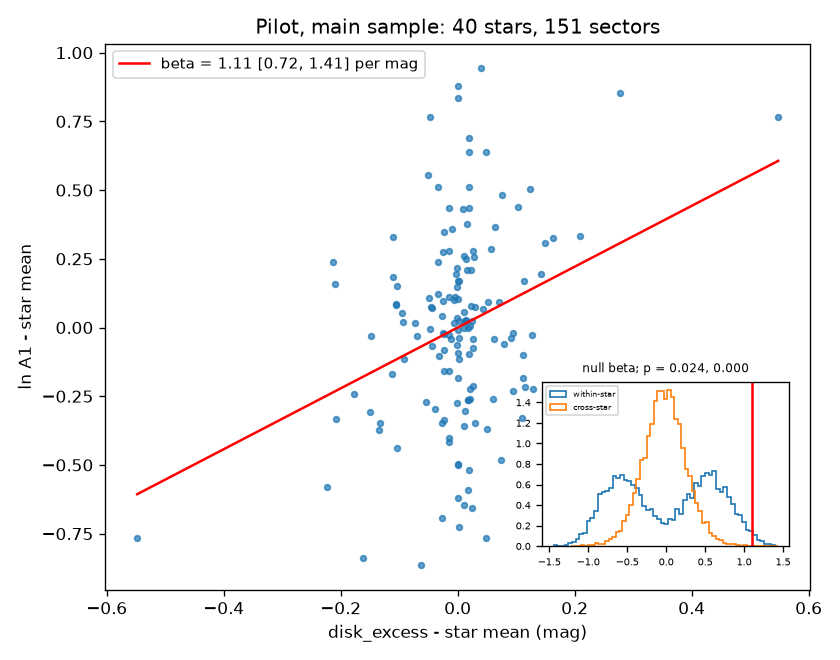 Pilot, main sample: 40 stars, 151 sectors
beta = 1.11 [0.72, 1.41] per mag
ln A1 - star mean
1.00
0.75
0.50
0.25
0.00
−0.25
−0.50
−0.75
null beta; p = 0.024, 0.000
within-star
cross-star
1.4
1.2
1.0
0.8
0.6
0.4
0.2
0.0
−1.5 −1.0 −0.5 0.0 0.5 1.0 1.5
−0.6 −0.4 −0.2 0.0 0.2 0.4 0.6
disk_excess - star mean (mag)